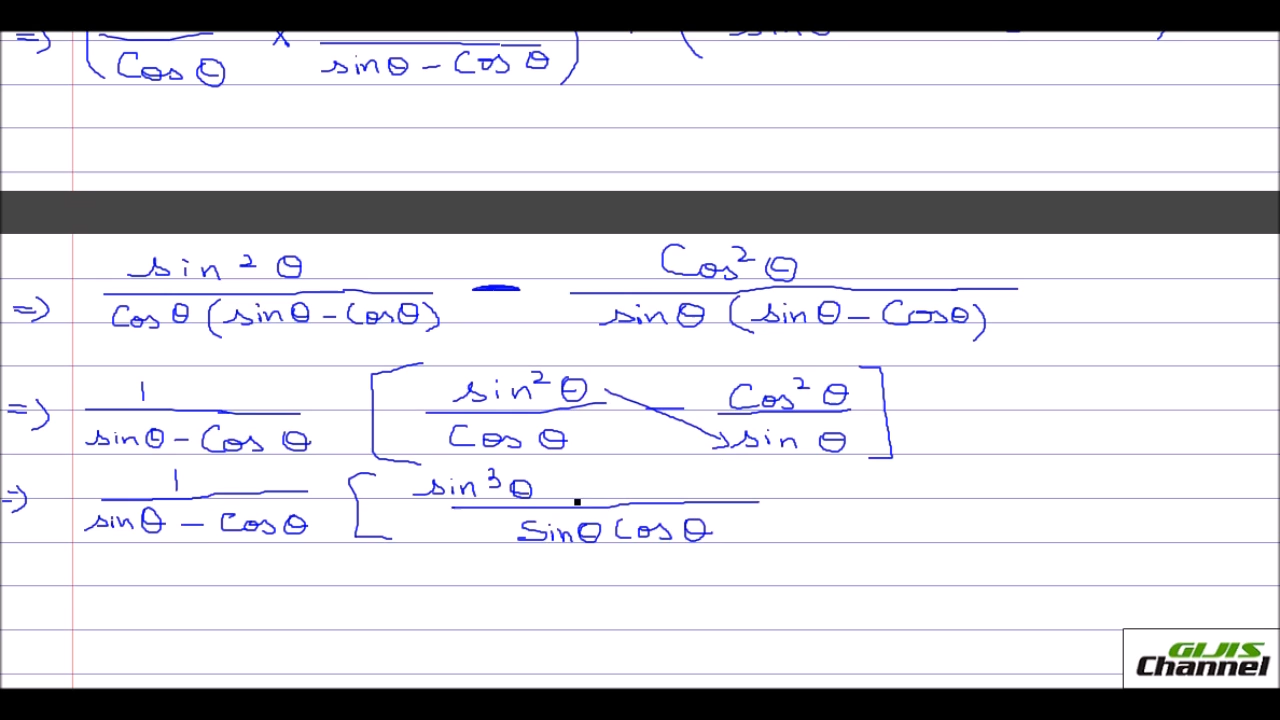 => ( / Cos θ × / sin θ - Cos θ )
=> sin² θ / Cos θ (sin θ - Cos θ) - Cos² θ / sin θ (sin θ - Cos θ)
=> 1 / sin θ - Cos θ [ sin² θ / Cos θ - Cos² θ / sin θ ]
=> 1 / sin θ - Cos θ [ sin³ θ / Sin θ Cos θ
GIJIS
Channel